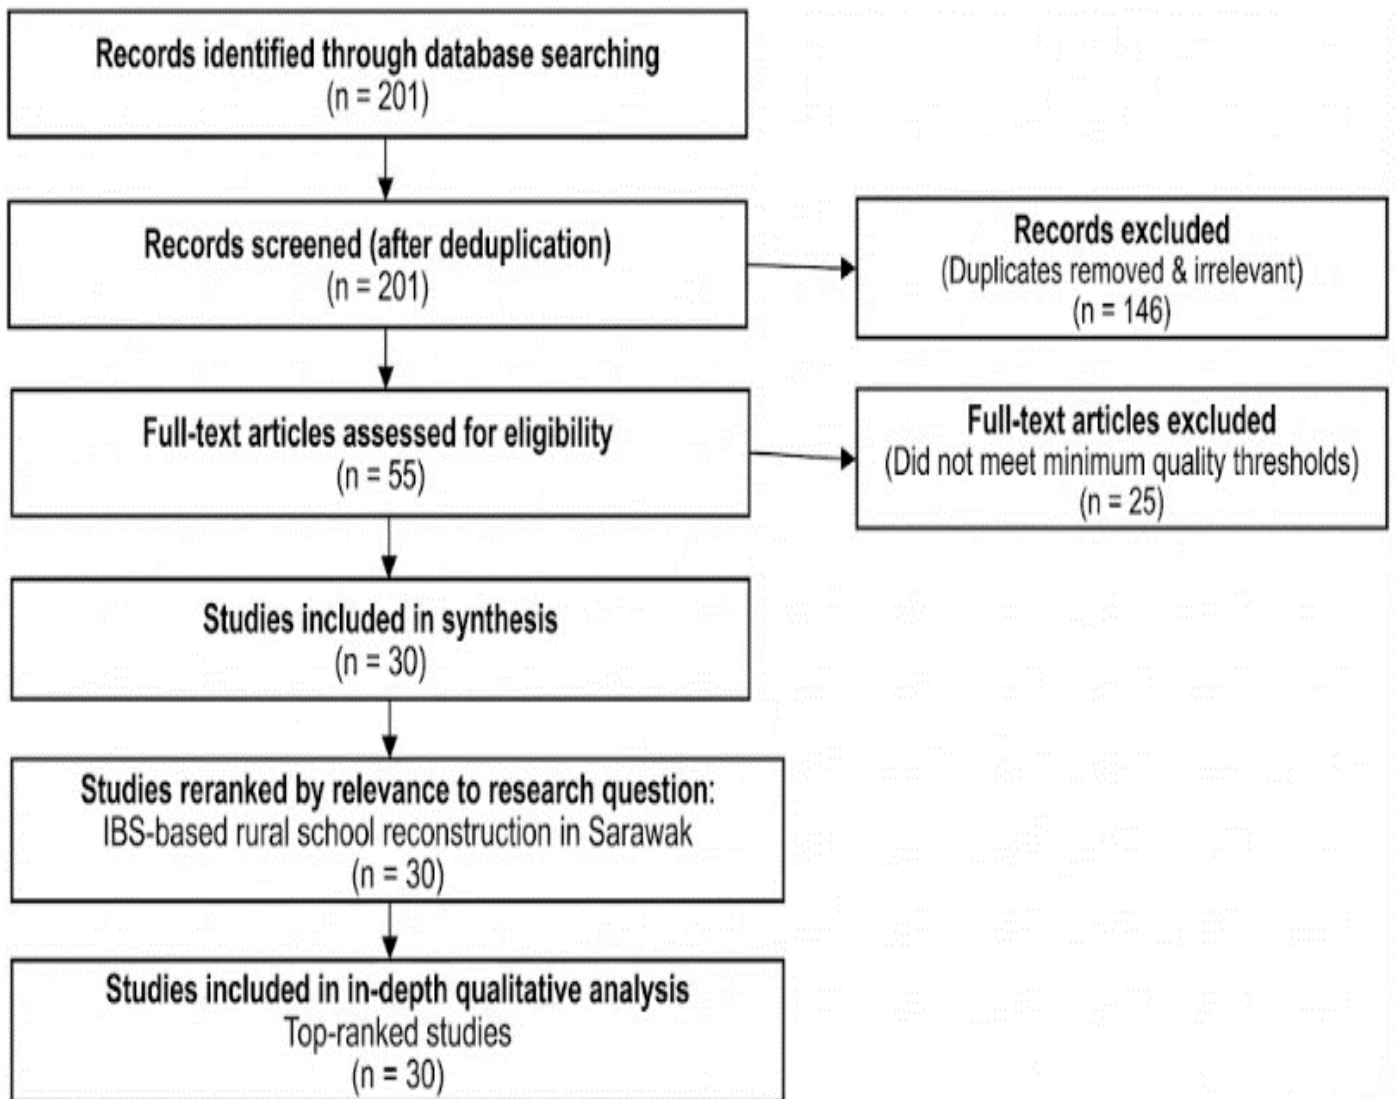 Records identified through database searching
(n = 201)
Records screened (after deduplication)
(n = 201)
Records excluded
(Duplicates removed & irrelevant)
(n = 146)
Full-text articles assessed for eligibility
(n = 55)
Full-text articles excluded
(Did not meet minimum quality thresholds)
(n = 25)
Studies included in synthesis
(n = 30)
Studies reranked by relevance to research question:
IBS-based rural school reconstruction in Sarawak
(n = 30)
Studies included in in-depth qualitative analysis
Top-ranked studies
(n = 30)